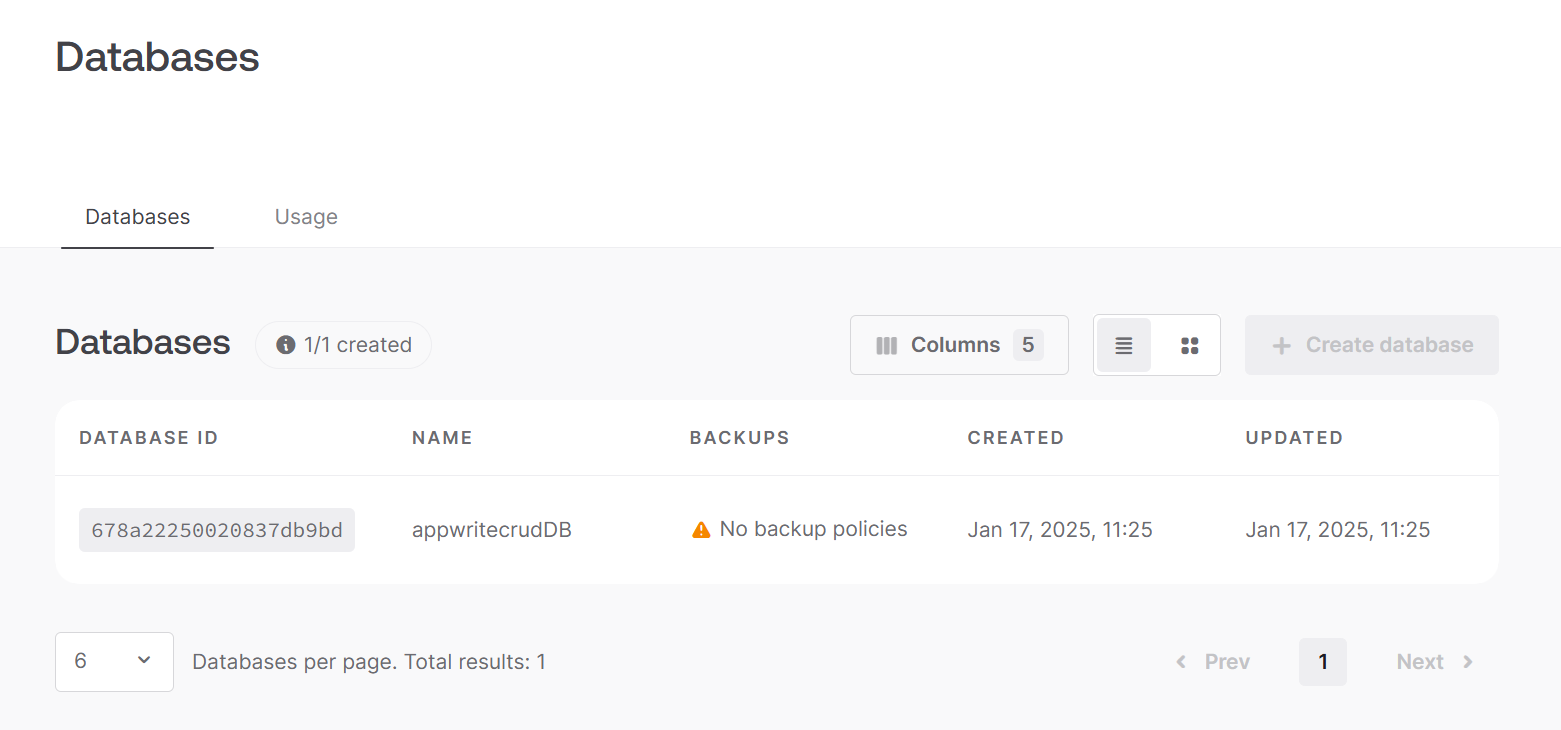 Databases
Databases Usage
Databases 1/1 created Columns 5 Create database
DATABASE ID NAME BACKUPS CREATED UPDATED
678a22250020837db9bd appwritecrudDB No backup policies Jan 17, 2025, 11:25 Jan 17, 2025, 11:25
6 Databases per page. Total results: 1 Prev 1 Next